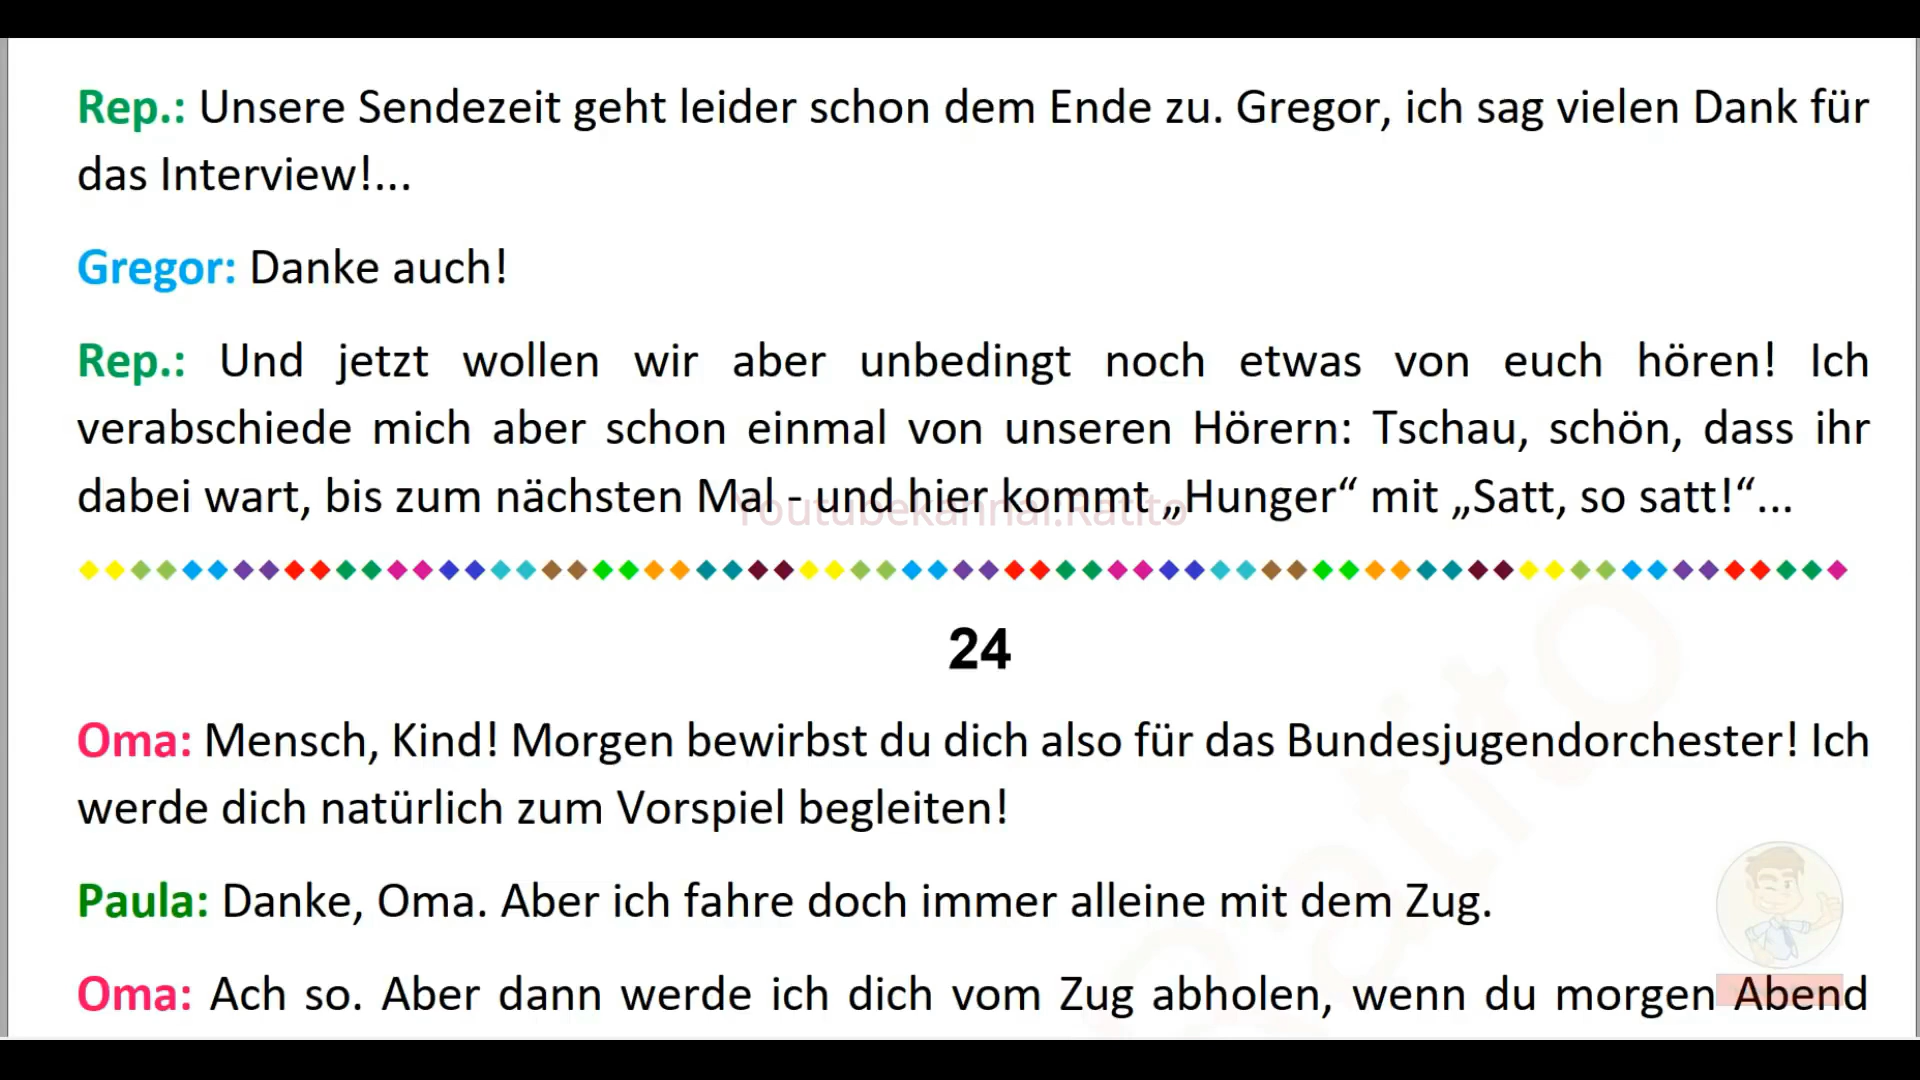 Rep.: Unsere Sendezeit geht leider schon dem Ende zu. Gregor, ich sag vielen Dank für
das Interview!...
Gregor: Danke auch!
Rep.: Und jetzt wollen wir aber unbedingt noch etwas von euch hören! Ich
verabschiede mich aber schon einmal von unseren Hörern: Tschau, schön, dass ihr
dabei wart, bis zum nächsten Mal - und hier kommt „Hunger“ mit „Satt, so satt!“...
Youtubekannal.Ratito
24
Oma: Mensch, Kind! Morgen bewirbst du dich also für das Bundesjugendorchester! Ich
werde dich natürlich zum Vorspiel begleiten!
Paula: Danke, Oma. Aber ich fahre doch immer alleine mit dem Zug.
Oma: Ach so. Aber dann werde ich dich vom Zug abholen, wenn du morgen Abend
Ratito